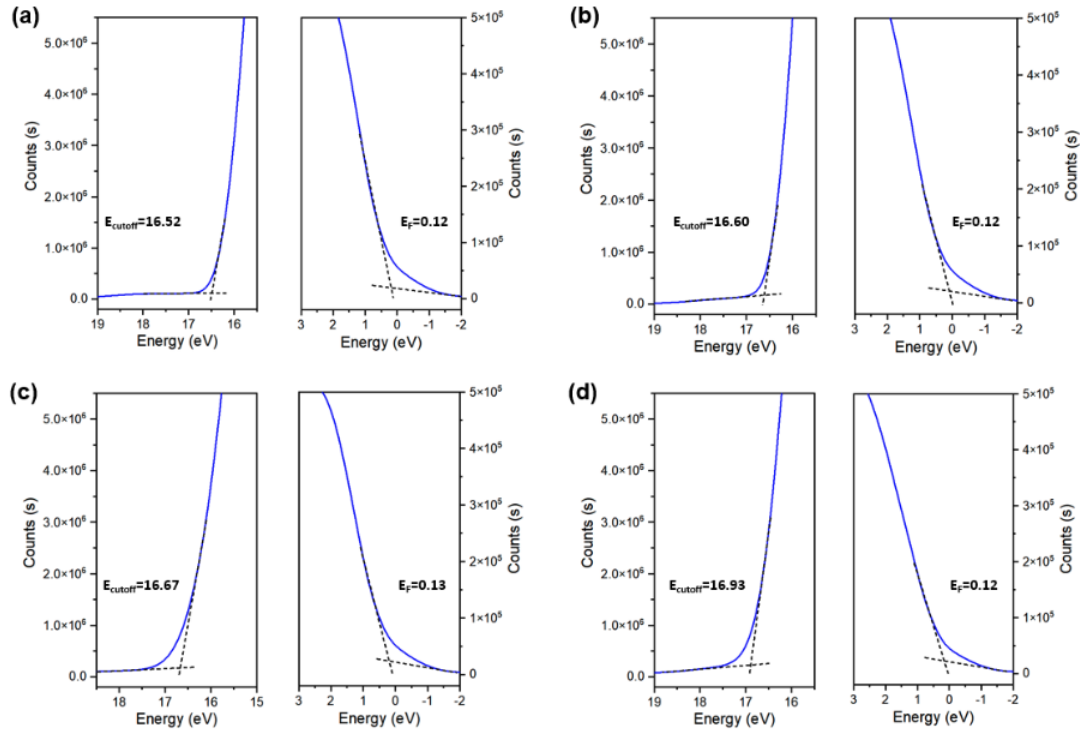 (a)
5.0×10⁶
4.0×10⁶
3.0×10⁶
2.0×10⁶
1.0×10⁶
0.0
Counts (s)
E_cutoff=16.52
19 18 17 16
Energy (eV)
5×10⁵
4×10⁵
3×10⁵
2×10⁵
1×10⁵
0
Counts (s)
E_F=0.12
3 2 1 0 -1 -2
Energy (eV)
(b)
5.0×10⁶
4.0×10⁶
3.0×10⁶
2.0×10⁶
1.0×10⁶
0.0
Counts (s)
E_cutoff=16.60
19 18 17 16
Energy (eV)
5×10⁵
4×10⁵
3×10⁵
2×10⁵
1×10⁵
0
Counts (s)
E_F=0.12
3 2 1 0 -1 -2
Energy (eV)
(c)
5.0×10⁶
4.0×10⁶
3.0×10⁶
2.0×10⁶
1.0×10⁶
0.0
Counts (s)
E_cutoff=16.67
18 17 16 15
Energy (eV)
5×10⁵
4×10⁵
3×10⁵
2×10⁵
1×10⁵
0
Counts (s)
E_F=0.13
3 2 1 0 -1 -2
Energy (eV)
(d)
5.0×10⁶
4.0×10⁶
3.0×10⁶
2.0×10⁶
1.0×10⁶
0.0
Counts (s)
E_cutoff=16.93
19 18 17 16
Energy (eV)
5×10⁵
4×10⁵
3×10⁵
2×10⁵
1×10⁵
0
Counts (s)
E_F=0.12
3 2 1 0 -1 -2
Energy (eV)